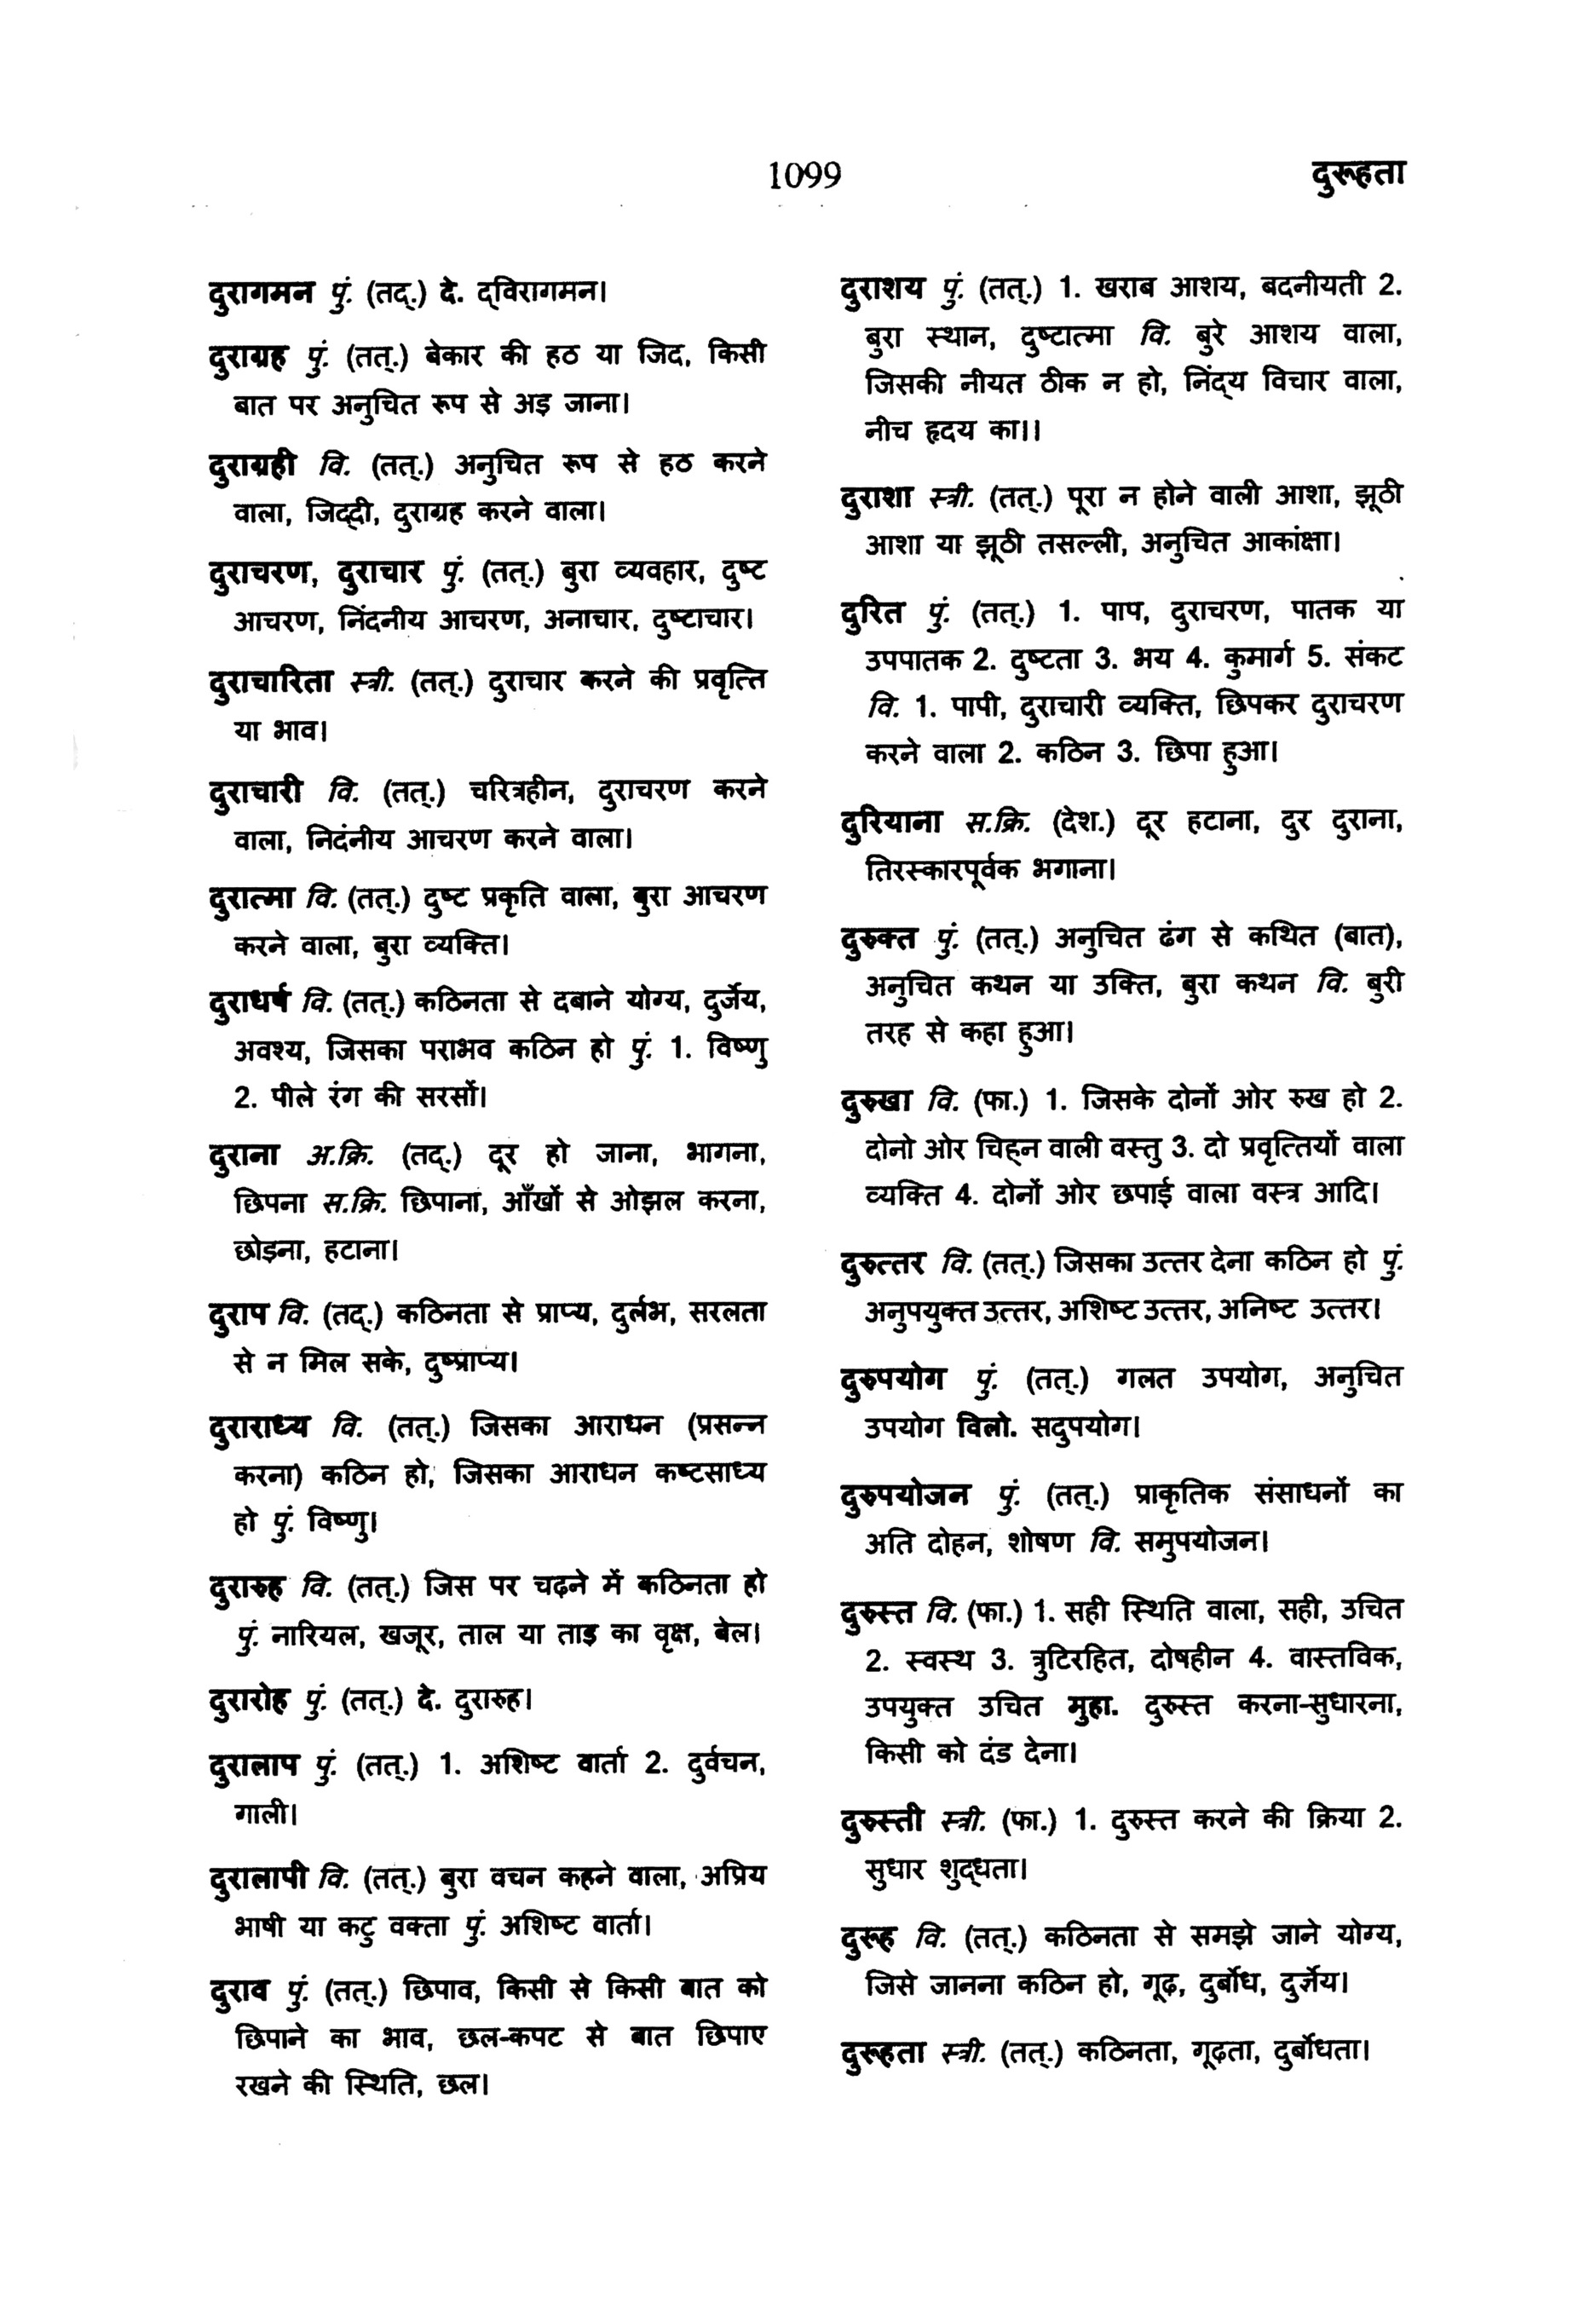 1099
दुरूहता
दुरागमन पुं. (तद्.) दे. द्‌विरागमन।
दुराग्रह पुं. (तत्.) बेकार की हठ या जिद, किसी
बात पर अनुचित रूप से अड़ जाना।
दुराग्रही वि. (तत्.) अनुचित रूप से हठ करने
वाला, जिद्‌दी, दुराग्रह करने वाला।
दुराचरण, दुराचार पुं. (तत्.) बुरा व्यवहार, दुष्ट
आचरण, निंदनीय आचरण, अनाचार, दुष्टाचार।
दुराचारिता स्त्री. (तत्.) दुराचार करने की प्रवृत्ति
या भाव।
दुराचारी वि. (तत्.) चरित्रहीन, दुराचरण करने
वाला, निदंनीय आचरण करने वाला।
दुरात्मा वि. (तत्.) दुष्ट प्रकृति वाला, बुरा आचरण
करने वाला, बुरा व्यक्ति।
दुराधर्ष वि. (तत्.) कठिनता से दबाने योग्य, दुर्जेय,
अवश्य, जिसका पराभव कठिन हो पुं. 1. विष्णु
2. पीले रंग की सरसों।
दुराना अ.क्रि. (तद्.) दूर हो जाना, भागना,
छिपना स.क्रि. छिपाना, आँखों से ओझल करना,
छोड़ना, हटाना।
दुराप वि. (तद्.) कठिनता से प्राप्य, दुर्लभ, सरलता
से न मिल सके, दुष्प्राप्य।
दुराराध्य वि. (तत्.) जिसका आराधन (प्रसन्न
करना) कठिन हो, जिसका आराधन कष्टसाध्य
हो पुं. विष्णु।
दुरारुह वि. (तत्.) जिस पर चढ़ने में कठिनता हो
पुं. नारियल, खजूर, ताल या ताड़ का वृक्ष, बेल।
दुरारोह पुं. (तत्.) दे. दुरारुह।
दुरालाप पुं. (तत्.) 1. अशिष्ट वार्ता 2. दुर्वचन,
गाली।
दुरालापी वि. (तत्.) बुरा वचन कहने वाला, अप्रिय
भाषी या कटु वक्ता पुं. अशिष्ट वार्ता।
दुराव पुं. (तत्.) छिपाव, किसी से किसी बात को
छिपाने का भाव, छल-कपट से बात छिपाए
रखने की स्थिति, छल।
दुराशय पुं. (तत्.) 1. खराब आशय, बदनीयती 2.
बुरा स्थान, दुष्टात्मा वि. बुरे आशय वाला,
जिसकी नीयत ठीक न हो, निंद्‌य विचार वाला,
नीच हृदय का।।
दुराशा स्त्री. (तत्.) पूरा न होने वाली आशा, झूठी
आशा या झूठी तसल्ली, अनुचित आकांक्षा।
दुरित पुं. (तत्.) 1. पाप, दुराचरण, पातक या
उपपातक 2. दुष्टता 3. भय 4. कुमार्ग 5. संकट
वि. 1. पापी, दुराचारी व्यक्ति, छिपकर दुराचरण
करने वाला 2. कठिन 3. छिपा हुआ।
दुरियाना स.क्रि. (देश.) दूर हटाना, दुर दुराना,
तिरस्कारपूर्वक भगाना।
दुरुक्त पुं. (तत्.) अनुचित ढंग से कथित (बात),
अनुचित कथन या उक्ति, बुरा कथन वि. बुरी
तरह से कहा हुआ।
दुरुखा वि. (फा.) 1. जिसके दोनों ओर रुख हो 2.
दोनो ओर चिह्‌न वाली वस्तु 3. दो प्रवृत्तियों वाला
व्यक्ति 4. दोनों ओर छपाई वाला वस्त्र आदि।
दुरुत्तर वि. (तत्.) जिसका उत्तर देना कठिन हो पुं.
अनुपयुक्त उत्तर, अशिष्ट उत्तर, अनिष्ट उत्तर।
दुरुपयोग पुं. (तत्.) गलत उपयोग, अनुचित
उपयोग विलो. सदुपयोग।
दुरुपयोजन पुं. (तत्.) प्राकृतिक संसाधनों का
अति दोहन, शोषण वि. समुपयोजन।
दुरुस्त वि. (फा.) 1. सही स्थिति वाला, सही, उचित
2. स्वस्थ 3. त्रुटिरहित, दोषहीन 4. वास्तविक,
उपयुक्त उचित मुहा. दुरुस्त करना-सुधारना,
किसी को दंड देना।
दुरुस्ती स्त्री. (फा.) 1. दुरुस्त करने की क्रिया 2.
सुधार शुद्‌धता।
दुरूह वि. (तत्.) कठिनता से समझे जाने योग्य,
जिसे जानना कठिन हो, गूढ़, दुर्बोध, दुर्ज्ञेय।
दुरूहता स्त्री. (तत्.) कठिनता, गूढ़ता, दुर्बोधता।